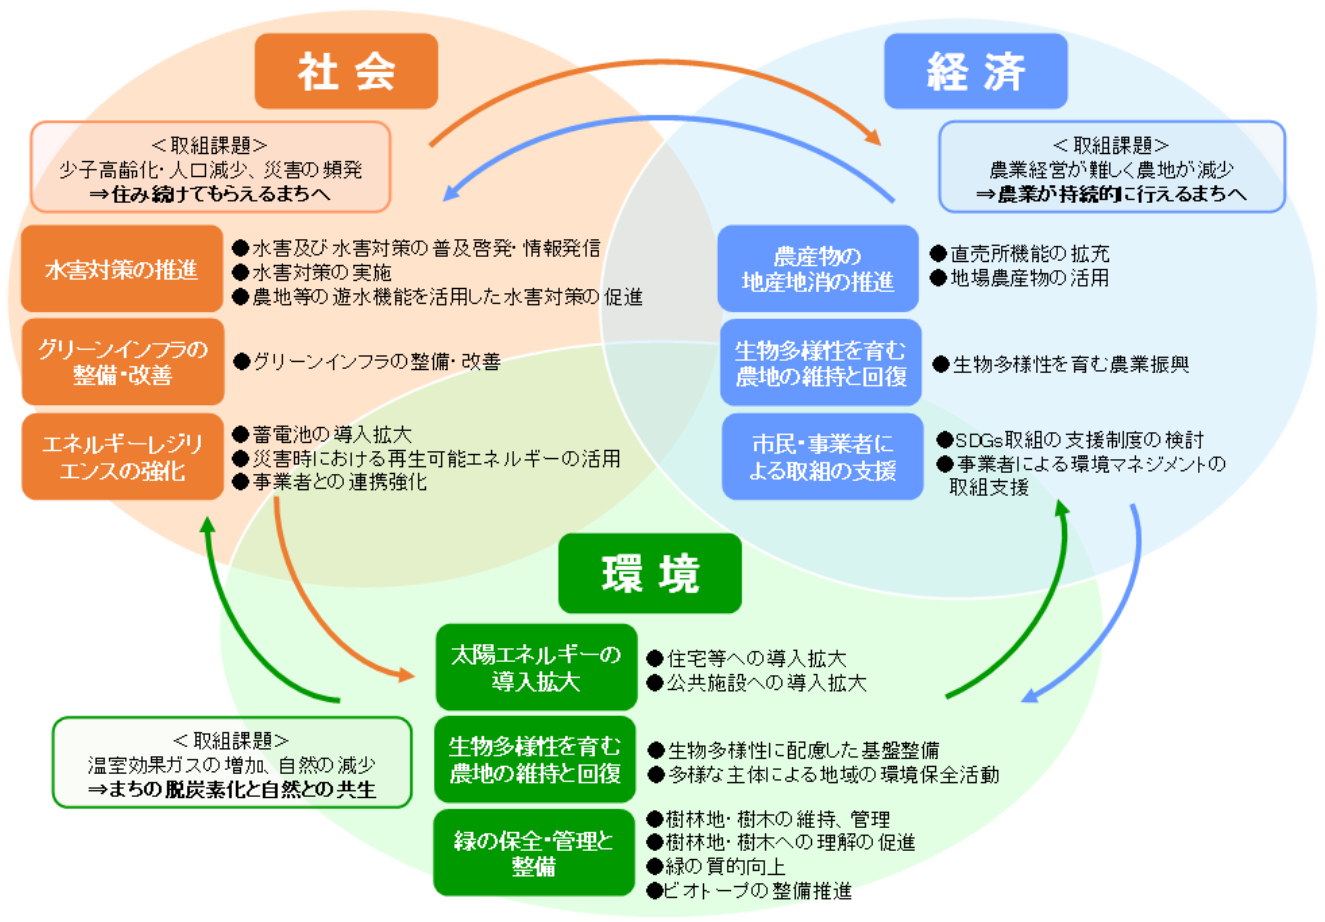 社会
＜取組課題＞
少子高齢化・人口減少、災害の頻発
⇒住み続けてもらえるまちへ
水害対策の推進
●水害及び水害対策の普及啓発・情報発信
●水害対策の実施
●農地等の遊水機能を活用した水害対策の促進
グリーンインフラの
整備・改善
●グリーンインフラの整備・改善
エネルギーレジリ
エンスの強化
●蓄電池の導入拡大
●災害時における再生可能エネルギーの活用
●事業者との連携強化
経済
＜取組課題＞
農業経営が難しく農地が減少
⇒農業が持続的に行えるまちへ
農産物の
地産地消の推進
●直売所機能の拡充
●地場農産物の活用
生物多様性を育む
農地の維持と回復
●生物多様性を育む農業振興
市民・事業者に
よる取組の支援
●SDGs取組の支援制度の検討
●事業者による環境マネジメントの
取組支援
環境
＜取組課題＞
温室効果ガスの増加、自然の減少
⇒まちの脱炭素化と自然との共生
太陽エネルギーの
導入拡大
●住宅等への導入拡大
●公共施設への導入拡大
生物多様性を育む
農地の維持と回復
●生物多様性に配慮した基盤整備
●多様な主体による地域の環境保全活動
緑の保全・管理と
整備
●樹林地・樹木の維持、管理
●樹林地・樹木への理解の促進
●緑の質的向上
●ビオトープの整備推進